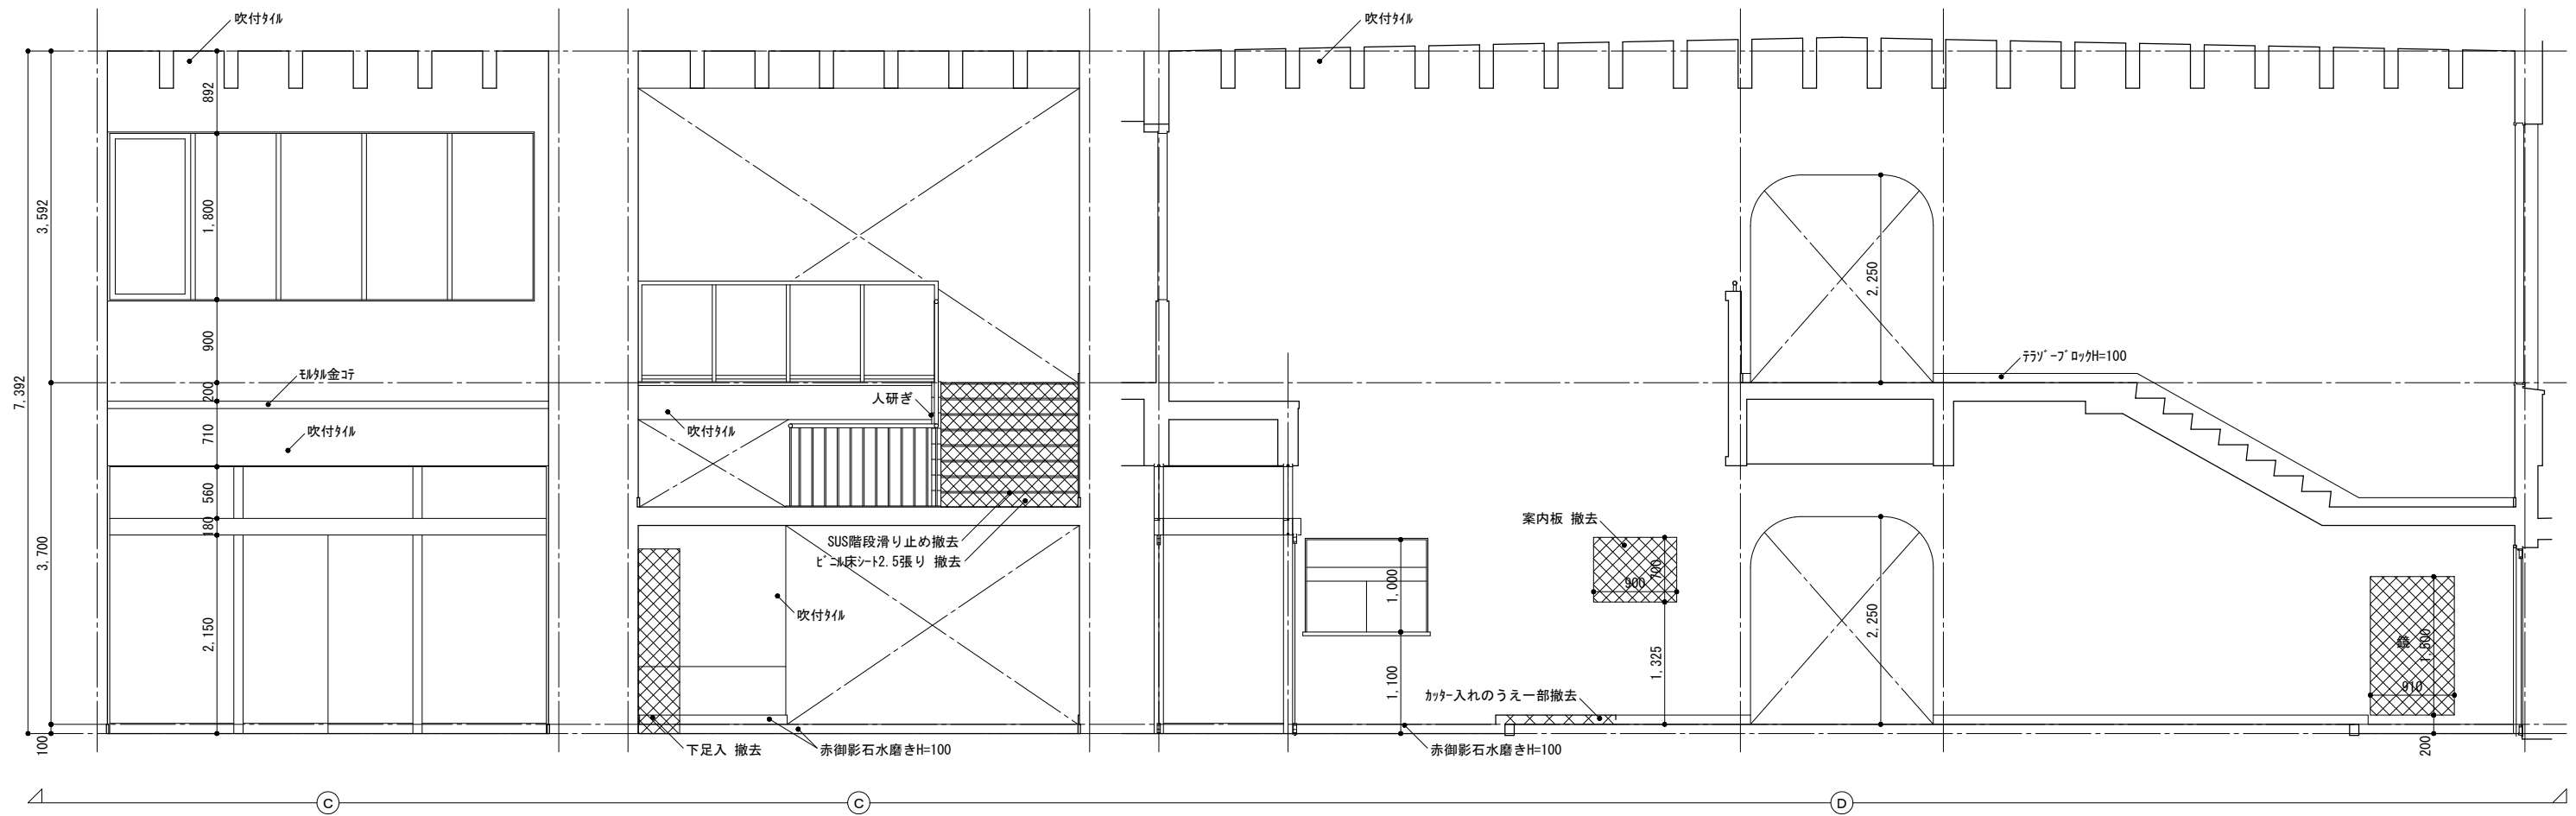 吹付ﾀｲﾙ
吹付ﾀｲﾙ
892
3,592
1,800
2,250
900
7,392
ﾃﾗｿﾞｰﾌﾞﾛｯｸH=100
ﾓﾙﾀﾙ金ｺﾃ
200
人研ぎ
吹付ﾀｲﾙ
710
吹付ﾀｲﾙ
560
180
案内板 撤去
SUS階段滑り止め撤去
ﾋﾞﾆﾙ床ｼｰﾄ2.5張り 撤去
3,700
1,000
900
700
吹付ﾀｲﾙ
2,250
2,150
鏡
1,325
1,100
910
ｶｯﾀｰ入れのうえ一部撤去
100
下足入 撤去
赤御影石水磨きH=100
赤御影石水磨きH=100
200
C
C
D